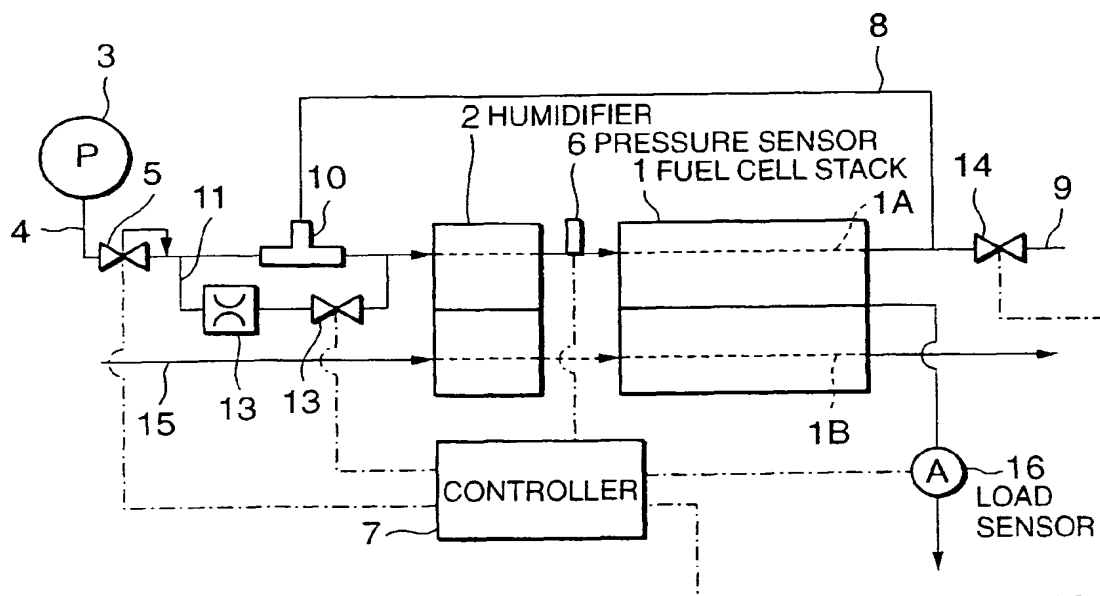 3
8
2 HUMIDIFIER
6 PRESSURE SENSOR
1 FUEL CELL STACK
P
5
11
10
14
9
1A
4
13
13
15
1B
CONTROLLER
7
A
16
LOAD
SENSOR